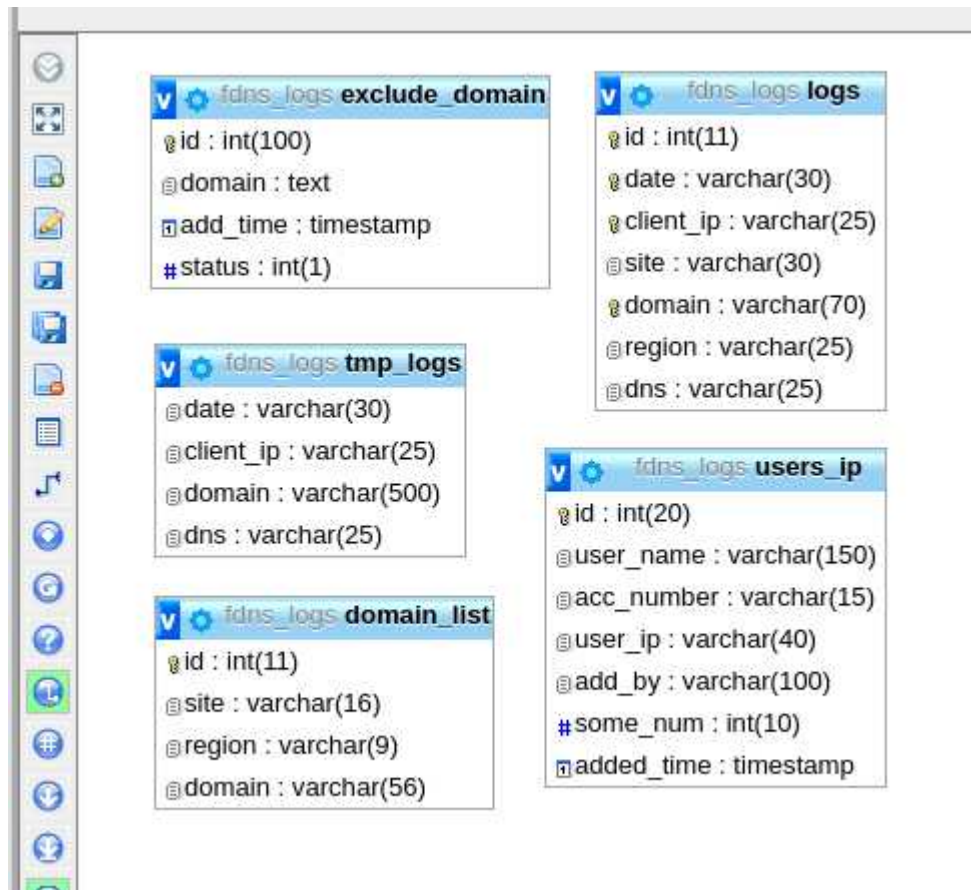 v fdns_logs exclude_domain
id : int(100)
domain : text
add_time : timestamp
# status : int(1)
v fdns_logs logs
id : int(11)
date : varchar(30)
client_ip : varchar(25)
site : varchar(30)
domain : varchar(70)
region : varchar(25)
dns : varchar(25)
v fdns_logs tmp_logs
date : varchar(30)
client_ip : varchar(25)
domain : varchar(500)
dns : varchar(25)
v fdns_logs users_ip
id : int(20)
user_name : varchar(150)
acc_number : varchar(15)
user_ip : varchar(40)
add_by : varchar(100)
# some_num : int(10)
added_time : timestamp
v fdns_logs domain_list
id : int(11)
site : varchar(16)
region : varchar(9)
domain : varchar(56)